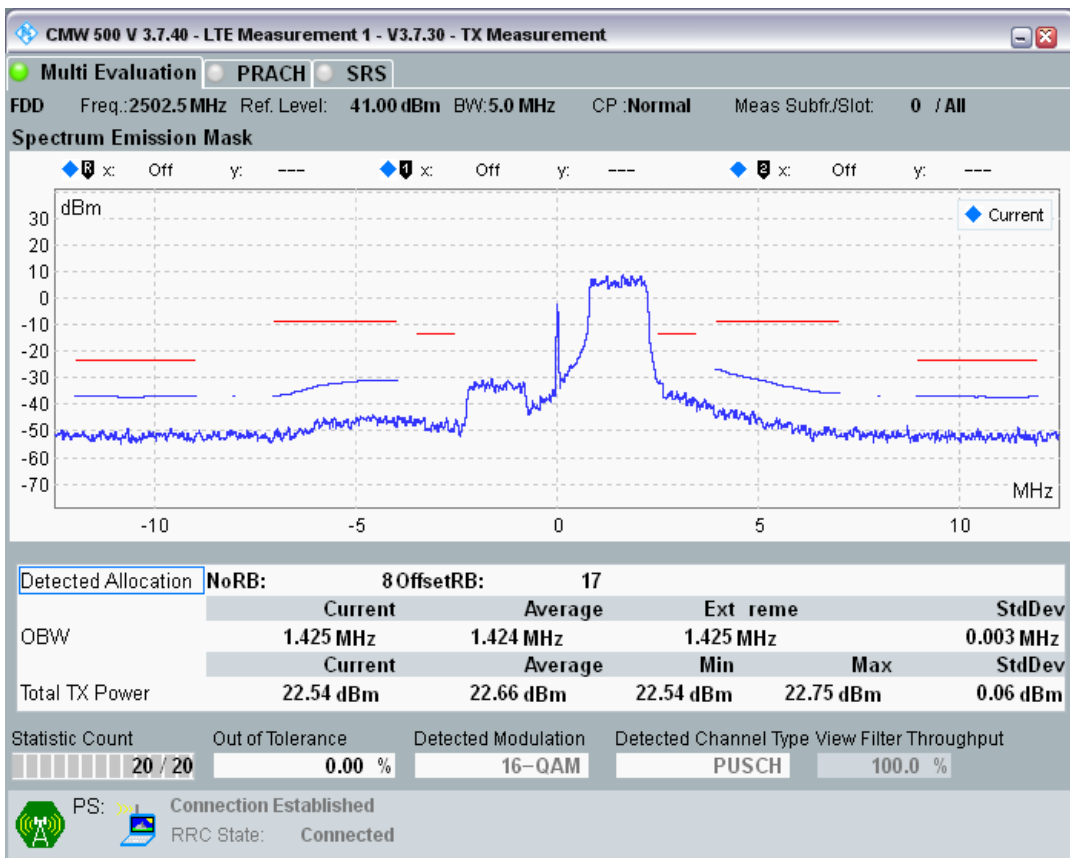 CMW 500 V 3.7.40 - LTE Measurement 1 - V3.7.30 - TX Measurement
Multi Evaluation PRACH SRS
FDD Freq.:2502.5 MHz Ref. Level: 41.00 dBm BW:5.0 MHz CP :Normal Meas Subfr./Slot: 0 / All
Spectrum Emission Mask
R x: Off y: --- 1 x: Off y: --- 2 x: Off y: ---
dBm
Current
30
20
10
0
-10
-20
-30
-40
-50
-60
-70
MHz
-10 -5 0 5 10
Detected Allocation NoRB: 8 OffsetRB: 17
Current Average Ext reme StdDev
OBW 1.425 MHz 1.424 MHz 1.425 MHz 0.003 MHz
Current Average Min Max StdDev
Total TX Power 22.54 dBm 22.66 dBm 22.54 dBm 22.75 dBm 0.06 dBm
Statistic Count Out of Tolerance Detected Modulation Detected Channel Type View Filter Throughput
20 / 20 0.00 % 16-QAM PUSCH 100.0 %
PS: Connection Established
RRC State: Connected